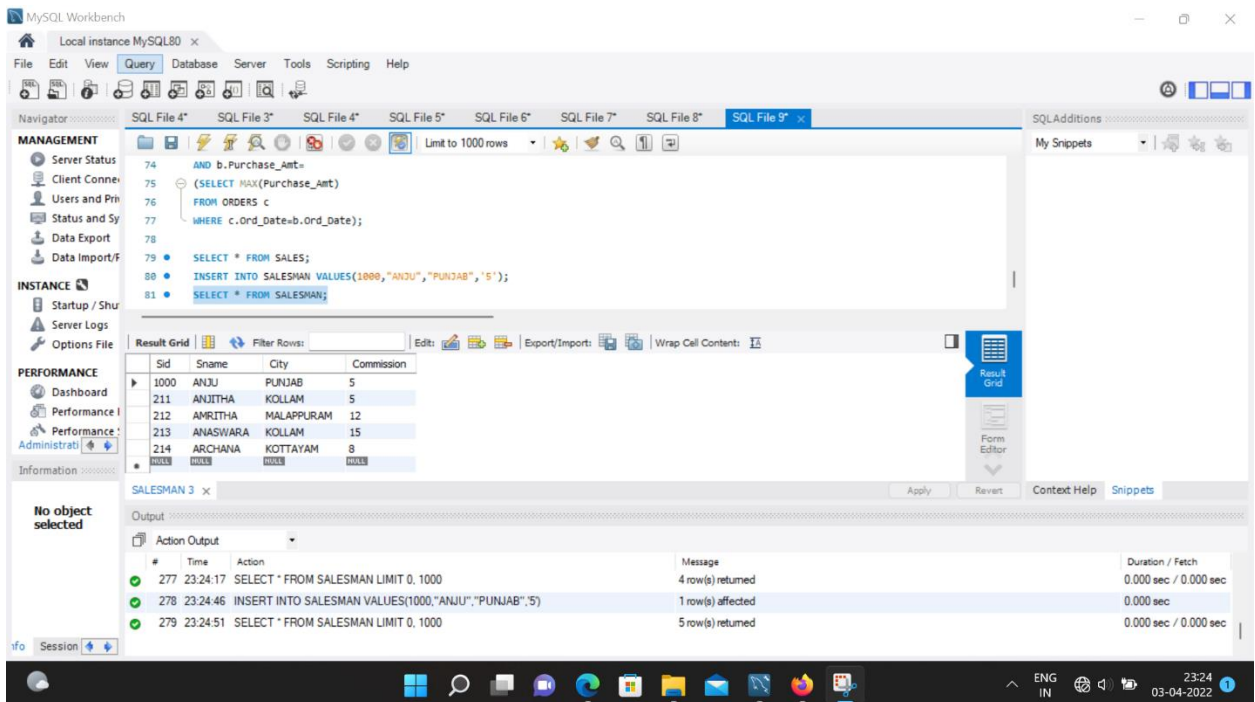 MySQL Workbench
Local instance MySQL80
File Edit View Query Database Server Tools Scripting Help
Navigator
MANAGEMENT
Server Status
Client Conne
Users and Pri
Status and Sy
Data Export
Data Import/
INSTANCE
Startup / Shu
Server Logs
Options File
PERFORMANCE
Dashboard
Performance
Performance
Administrati
Information
No object
selected
Session
SQL File 4* SQL File 3* SQL File 4* SQL File 5* SQL File 6* SQL File 7* SQL File 8* SQL File 9*
Limit to 1000 rows
74 AND b.Purchase_Amt=
75 (SELECT MAX(Purchase_Amt)
76 FROM ORDERS c
77 WHERE c.Ord_Date=b.Ord_Date);
78
79 SELECT * FROM SALES;
80 INSERT INTO SALESMAN VALUES(1000,"ANJU","PUNJAB",'5');
81 SELECT * FROM SALESMAN;
Result Grid Filter Rows: Edit: Export/Import: Wrap Cell Content:
Sid Sname City Commission
1000 ANJU PUNJAB 5
211 ANJITHA KOLLAM 5
212 AMRITHA MALAPPURAM 12
213 ANASWARA KOLLAM 15
214 ARCHANA KOTTAYAM 8
NULL NULL NULL NULL
Result
Grid
Form
Editor
SALESMAN 3 Apply Revert
Output
Action Output
# Time Action Message Duration / Fetch
277 23:24:17 SELECT * FROM SALESMAN LIMIT 0, 1000 4 row(s) returned 0.000 sec / 0.000 sec
278 23:24:46 INSERT INTO SALESMAN VALUES(1000,"ANJU","PUNJAB",'5') 1 row(s) affected 0.000 sec
279 23:24:51 SELECT * FROM SALESMAN LIMIT 0, 1000 5 row(s) returned 0.000 sec / 0.000 sec
SQLAdditions
My Snippets
Context Help Snippets
ENG
IN
23:24
03-04-2022
1